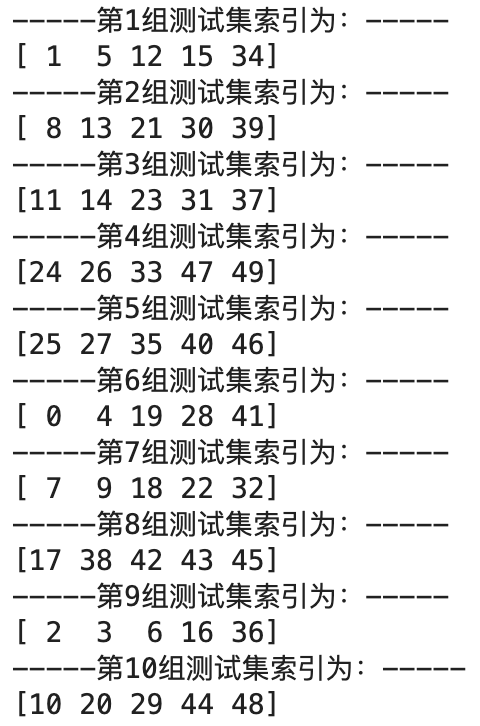 -----第1组测试集索引为：-----
[ 1  5 12 15 34]
-----第2组测试集索引为：-----
[ 8 13 21 30 39]
-----第3组测试集索引为：-----
[11 14 23 31 37]
-----第4组测试集索引为：-----
[24 26 33 47 49]
-----第5组测试集索引为：-----
[25 27 35 40 46]
-----第6组测试集索引为：-----
[ 0  4 19 28 41]
-----第7组测试集索引为：-----
[ 7  9 18 22 32]
-----第8组测试集索引为：-----
[17 38 42 43 45]
-----第9组测试集索引为：-----
[ 2  3  6 16 36]
-----第10组测试集索引为：-----
[10 20 29 44 48]